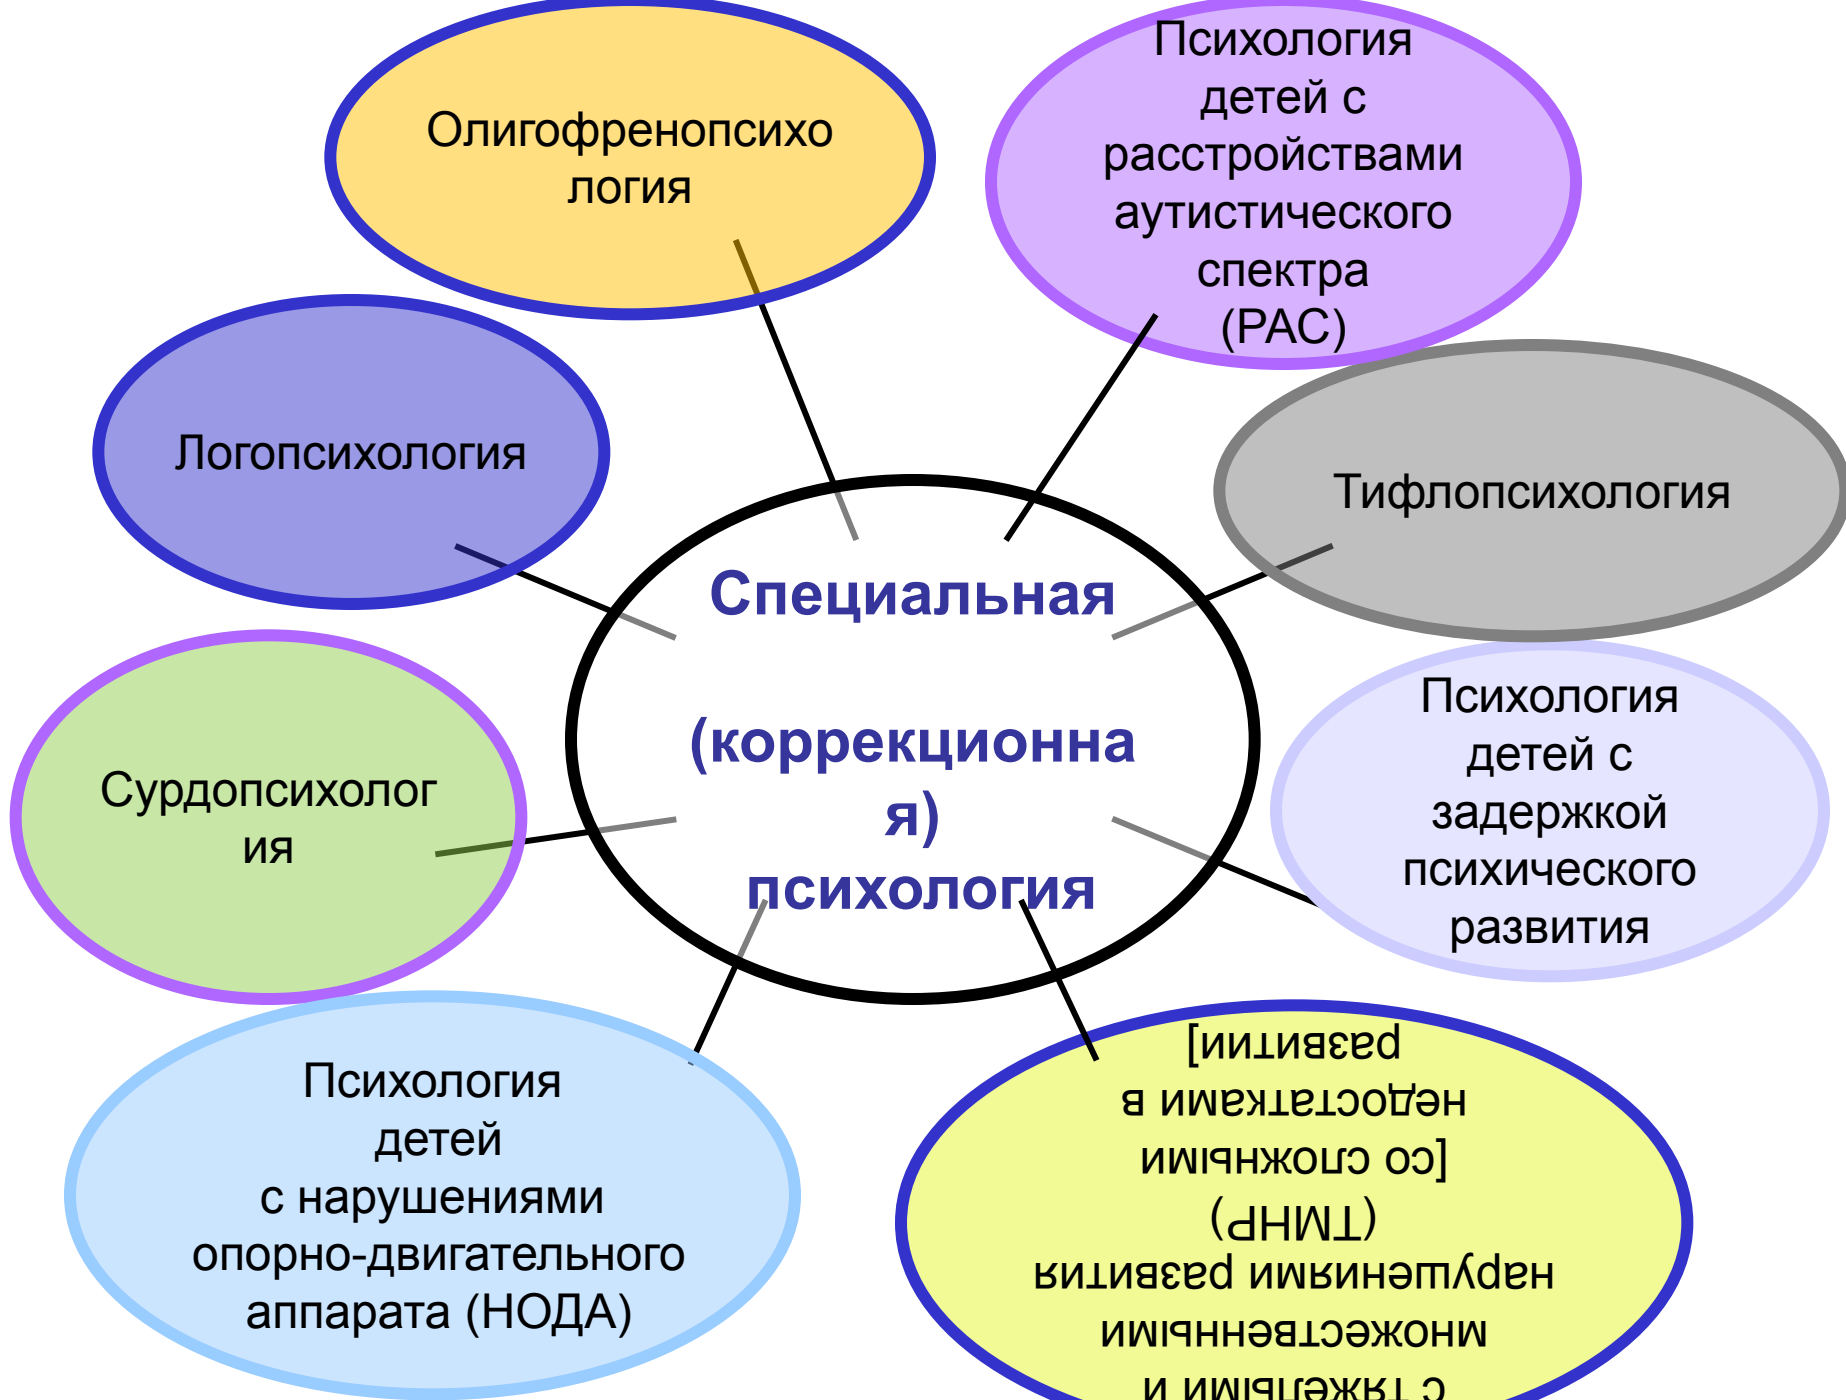 Олигофренопсихо
логия
Психология
детей с
расстройствами
аутистического
спектра
(РАС)
Логопсихология
Тифлопсихология
Специальная
(коррекционна
я)
психология
Сурдопсихолог
ия
Психология
детей с
задержкой
психического
развития
Психология
детей
с нарушениями
опорно-двигательного
аппарата (НОДА)
с тяжелыми и
множественными
нарушениями развития
(ТМНР)
[со сложными
недостатками в
развитии]